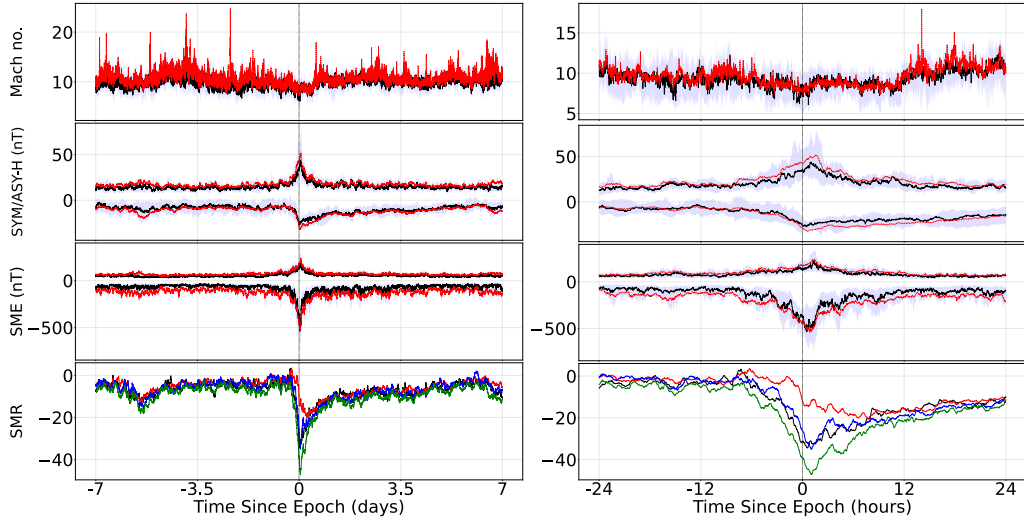 Mach no.
20
10
15
10
5
SYM/ASY-H (nT)
50
0
50
0
SME (nT)
0
−500
0
−500
SMR
0
−20
−40
0
−20
−40
-7 -3.5 0 3.5 7
-24 -12 0 12 24
Time Since Epoch (days)
Time Since Epoch (hours)